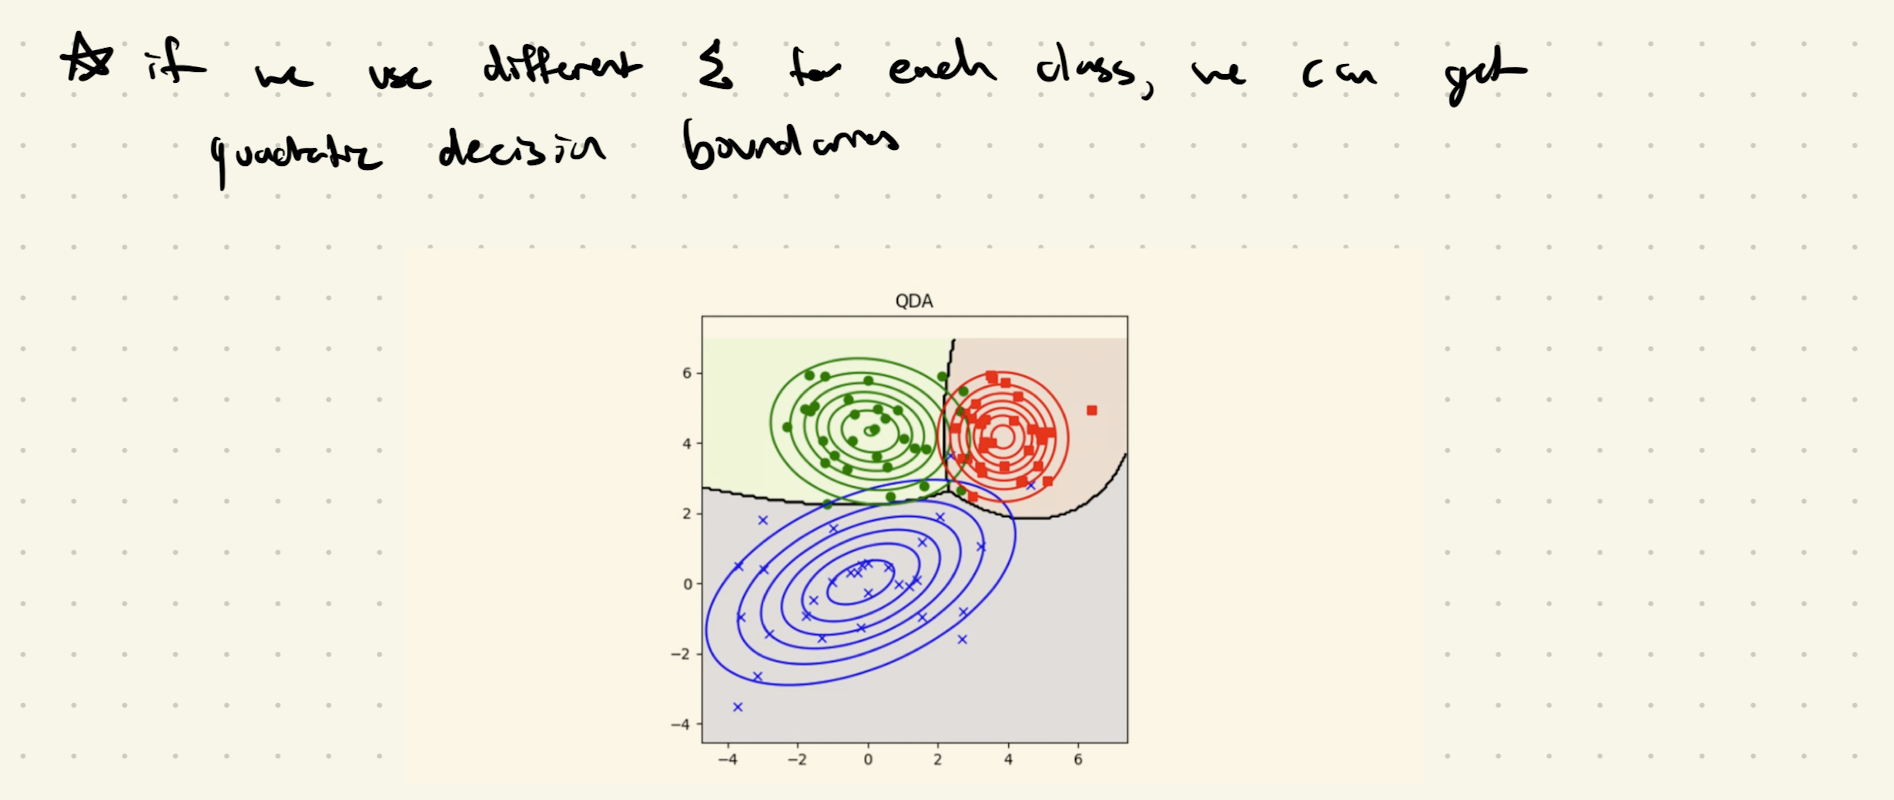 ☆ if we use different Σ for each class, we can get
quadratic decision boundaries
QDA
6
4
2
0
−2
−4
−4 −2 0 2 4 6